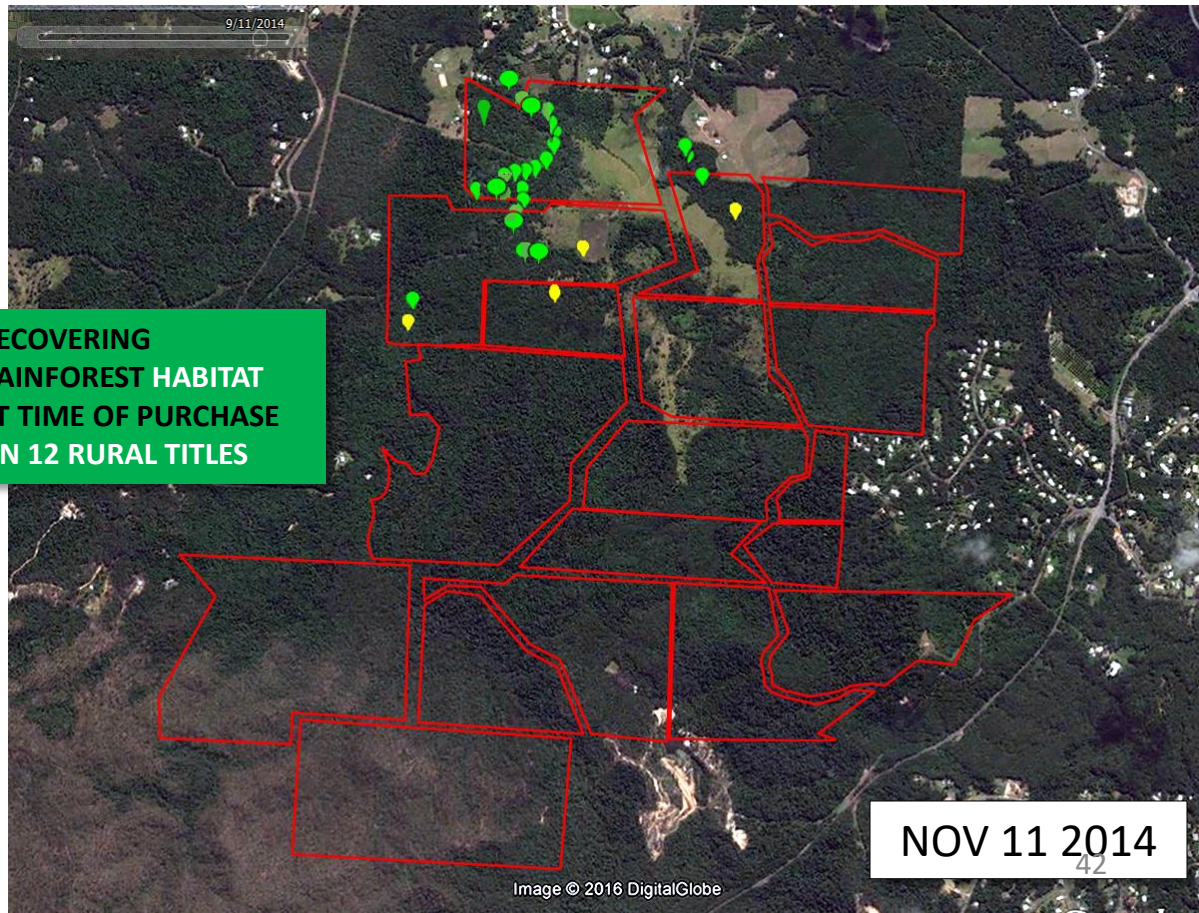 9/11/2014
ECOVERING
AINFOREST HABITAT
T TIME OF PURCHASE
N 12 RURAL TITLES
NOV 11 2014
42
Image © 2016 DigitalGlobe